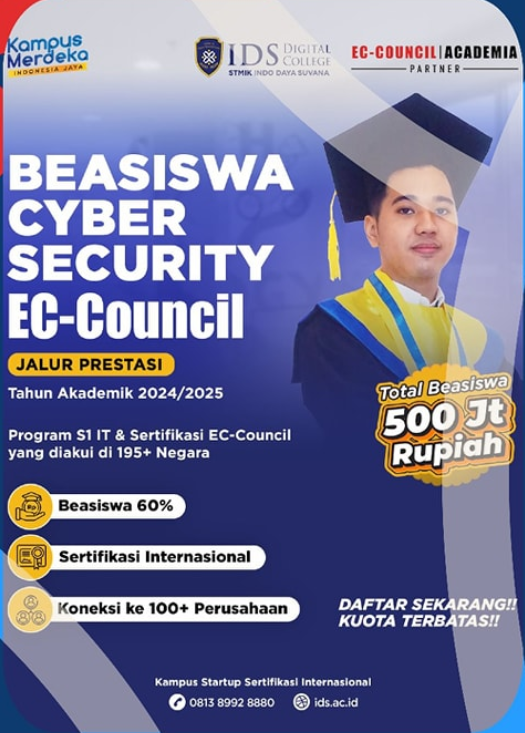 Kampus
Merdeka
INDONESIA JAYA
IDS DIGITAL COLLEGE
STMIK INDO DAYA SUVANA
EC-COUNCIL | ACADEMIA
PARTNER
BEASISWA
CYBER
SECURITY
EC-Council
JALUR PRESTASI
Tahun Akademik 2024/2025
Total Beasiswa
500 Jt
Rupiah
Program S1 IT & Sertifikasi EC-Council
yang diakui di 195+ Negara
Beasiswa 60%
Sertifikasi Internasional
Koneksi ke 100+ Perusahaan
DAFTAR SEKARANG!!
KUOTA TERBATAS!!
Kampus Startup Sertifikasi Internasional
0813 8992 8880 ids.ac.id